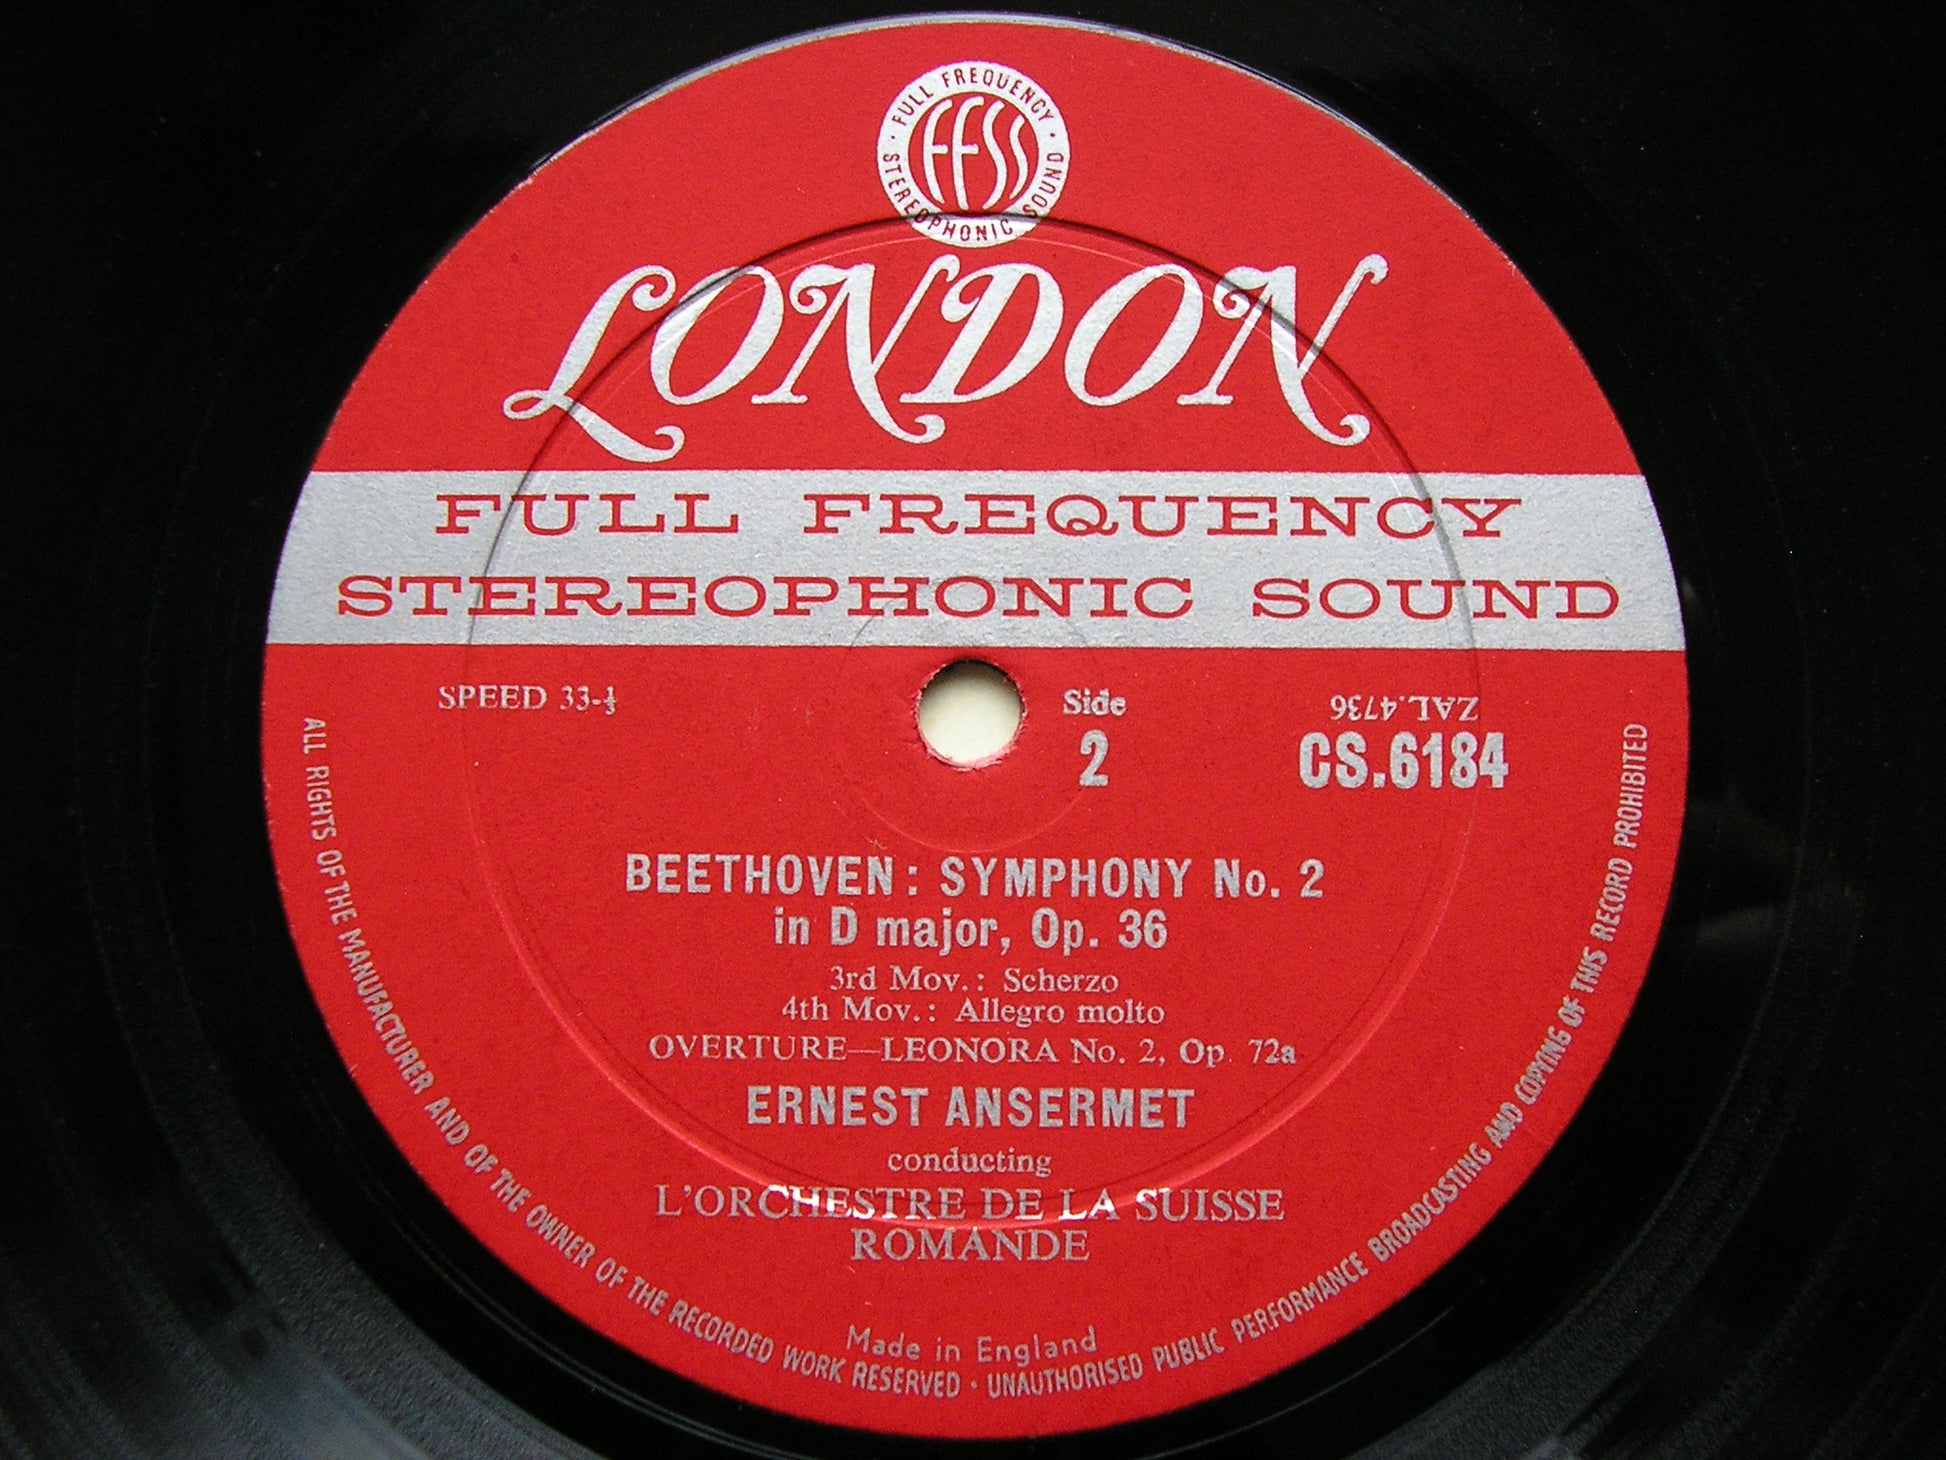 · FULL FREQUENCY ·
STEREOPHONIC SOUND
FFSS
LONDON
FULL FREQUENCY
STEREOPHONIC SOUND
SPEED 33-⅓
Side
2
ZAL.4736
CS.6184
BEETHOVEN: SYMPHONY No. 2
in D major, Op. 36
3rd Mov.: Scherzo
4th Mov.: Allegro molto
OVERTURE—LEONORA No. 2, Op. 72a
ERNEST ANSERMET
conducting
L'ORCHESTRE DE LA SUISSE
ROMANDE
Made in England
ALL RIGHTS OF THE MANUFACTURER AND OF THE OWNER OF THE RECORDED WORK RESERVED · UNAUTHORISED PUBLIC PERFORMANCE BROADCASTING AND COPYING OF THIS RECORD PROHIBITED